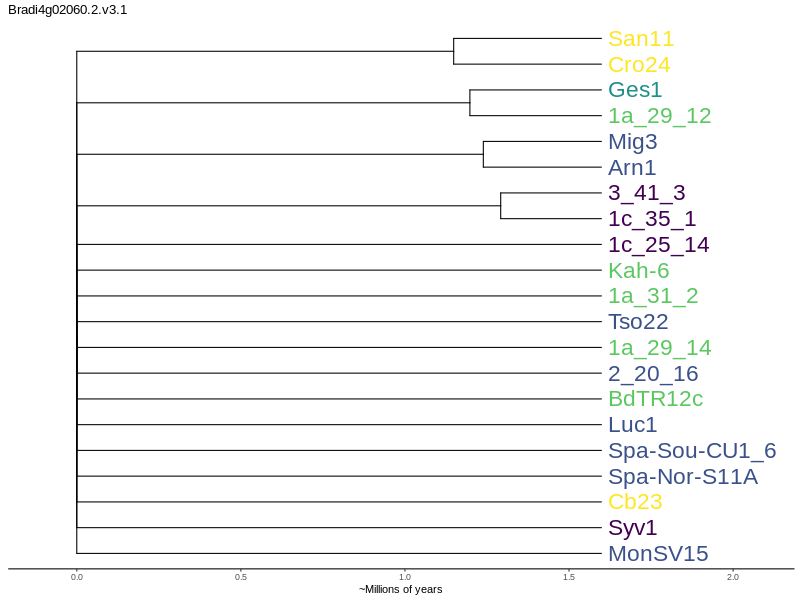 Bradi4g02060.2.v3.1
San11
Cro24
Ges1
1a_29_12
Mig3
Arn1
3_41_3
1c_35_1
1c_25_14
Kah-6
1a_31_2
Tso22
1a_29_14
2_20_16
BdTR12c
Luc1
Spa-Sou-CU1_6
Spa-Nor-S11A
Cb23
Syv1
MonSV15
0.0 0.5 1.0 1.5 2.0
~Millions of years